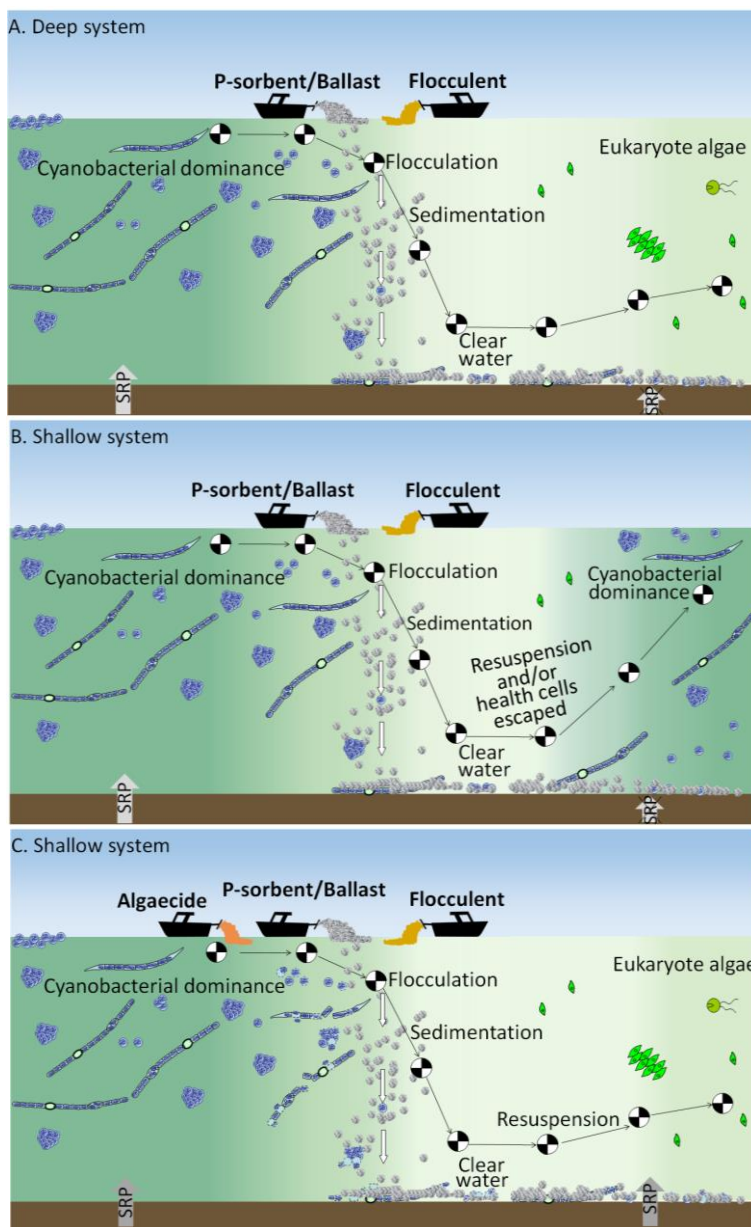 A. Deep system
P-sorbent/Ballast
Flocculent
Cyanobacterial dominance
Flocculation
Eukaryote algae
Sedimentation
Clear
water
SRP
SRP
B. Shallow system
P-sorbent/Ballast
Flocculent
Cyanobacterial dominance
Flocculation
Cyanobacterial
dominance
Sedimentation
Resuspension
and/or
health cells
escaped
Clear
water
SRP
SRP
C. Shallow system
Algaecide
P-sorbent/Ballast
Flocculent
Cyanobacterial dominance
Flocculation
Eukaryote algae
Sedimentation
Resuspension
Clear
water
SRP
SRP